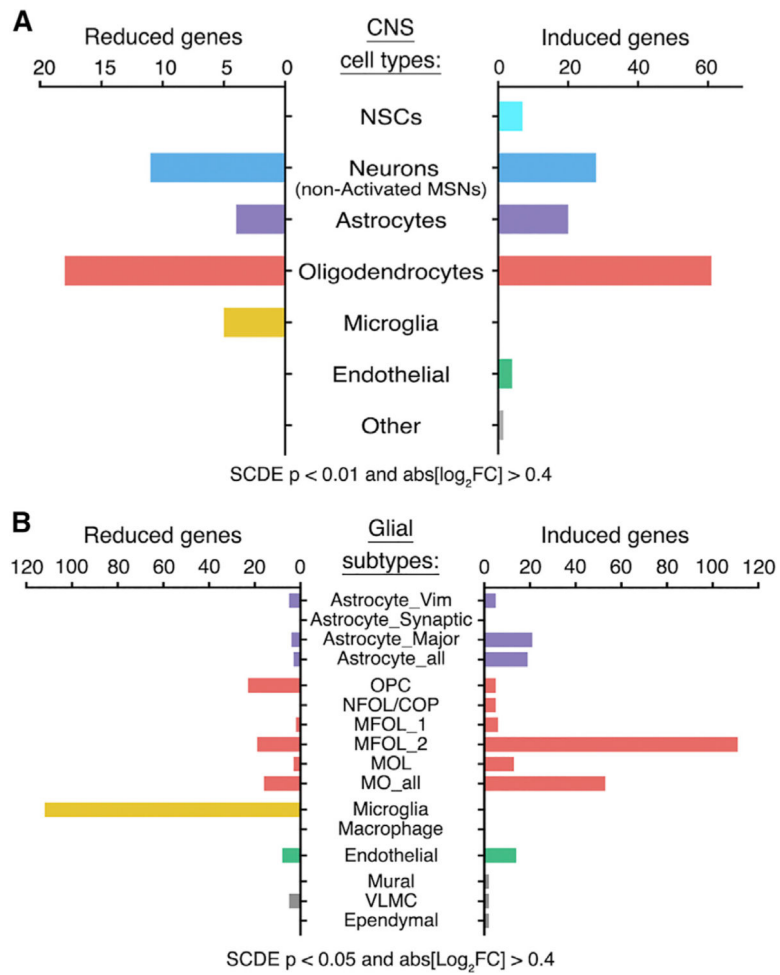 A
Reduced genes
CNS
cell types:
Induced genes
20 15 10 5 0
0 20 40 60
NSCs
Neurons
(non-Activated MSNs)
Astrocytes
Oligodendrocytes
Microglia
Endothelial
Other
SCDE p < 0.01 and abs[log2FC] > 0.4
B
Reduced genes
Glial
subtypes:
Induced genes
120 100 80 60 40 20 0
0 20 40 60 80 100 120
Astrocyte_Vim
Astrocyte_Synaptic
Astrocyte_Major
Astrocyte_all
OPC
NFOL/COP
MFOL_1
MFOL_2
MOL
MO_all
Microglia
Macrophage
Endothelial
Mural
VLMC
Ependymal
SCDE p < 0.05 and abs[Log2FC] > 0.4